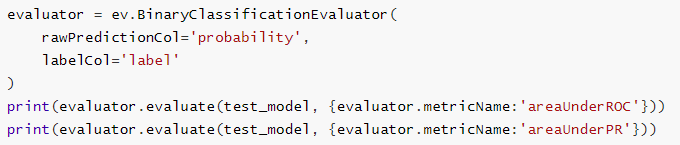 evaluator = ev.BinaryClassificationEvaluator(
    rawPredictionCol='probability',
    labelCol='label'
)
print(evaluator.evaluate(test_model, {evaluator.metricName:'areaUnderROC'}))
print(evaluator.evaluate(test_model, {evaluator.metricName:'areaUnderPR'}))